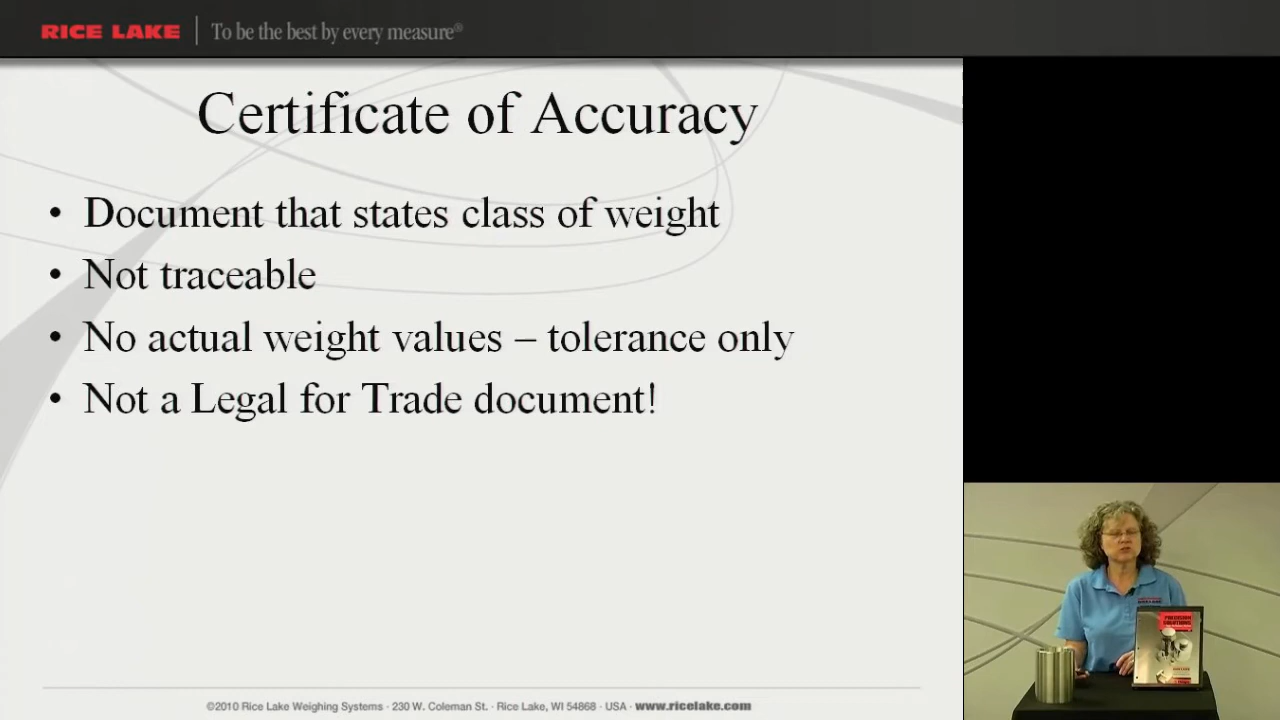 RICE LAKE To be the best by every measure®
Certificate of Accuracy
• Document that states class of weight
• Not traceable
• No actual weight values – tolerance only
• Not a Legal for Trade document!
PRECISION
SOLUTIONS
©2010 Rice Lake Weighing Systems · 230 W. Coleman St. · Rice Lake, WI 54868 · USA · www.ricelake.com